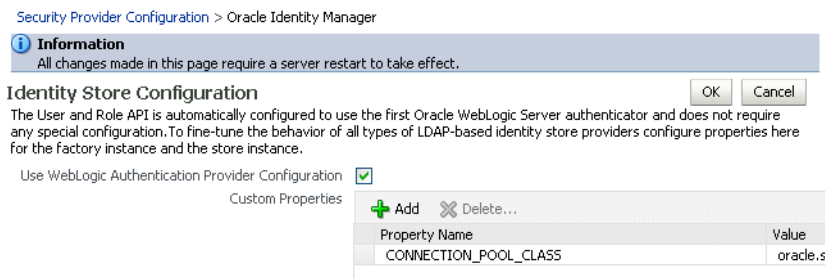 Security Provider Configuration > Oracle Identity Manager
Information
All changes made in this page require a server restart to take effect.
Identity Store Configuration
OK Cancel
The User and Role API is automatically configured to use the first Oracle WebLogic Server authenticator and does not require
any special configuration.To fine-tune the behavior of all types of LDAP-based identity store providers configure properties here
for the factory instance and the store instance.
Use WebLogic Authentication Provider Configuration
Custom Properties
Add Delete...
Property Name Value
CONNECTION_POOL_CLASS oracle.s